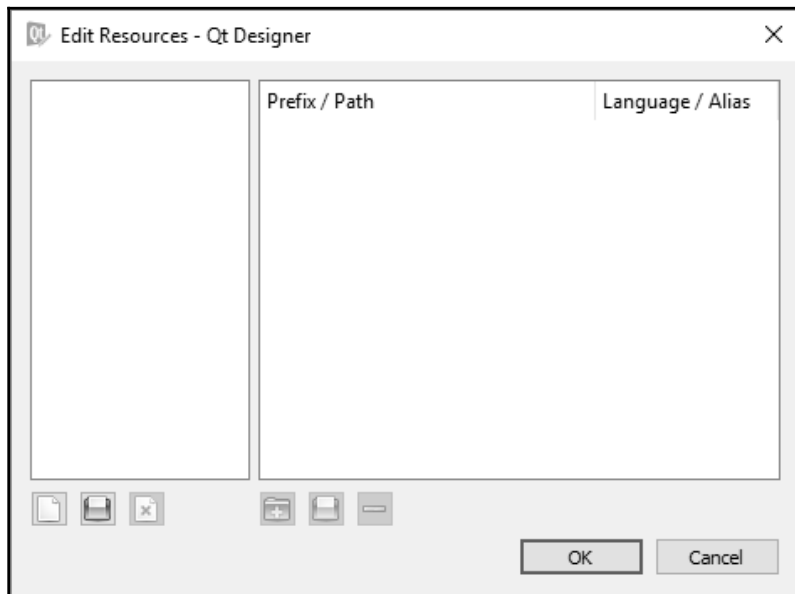 Edit Resources - Qt Designer
Prefix / Path
Language / Alias
OK
Cancel